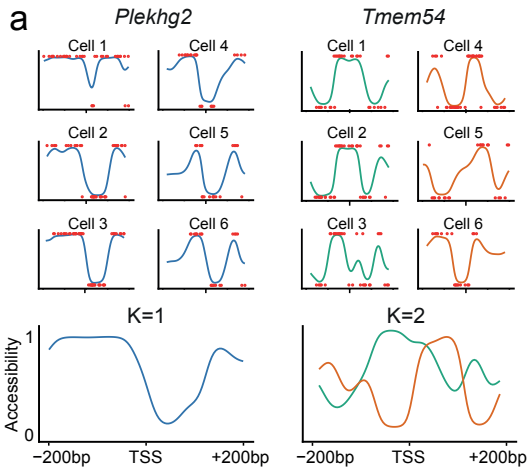 a
Plekhg2 Tmem54
Cell 1 Cell 4 Cell 1 Cell 4
Cell 2 Cell 5 Cell 2 Cell 5
Cell 3 Cell 6 Cell 3 Cell 6
K=1 K=2
Accessibility
1
0
−200bp TSS +200bp −200bp TSS +200bp